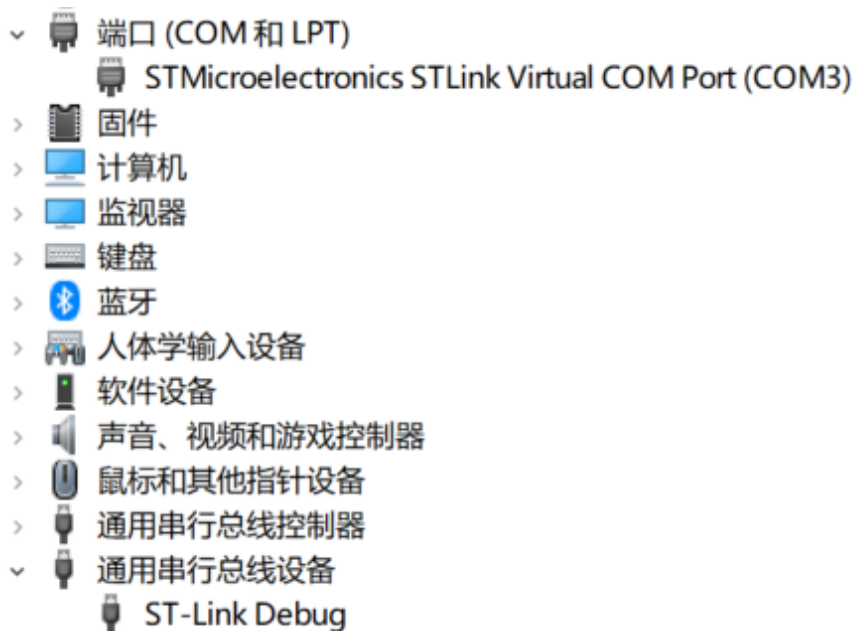 端口 (COM 和 LPT)
STMicroelectronics STLink Virtual COM Port (COM3)
固件
计算机
监视器
键盘
蓝牙
人体学输入设备
软件设备
声音、视频和游戏控制器
鼠标和其他指针设备
通用串行总线控制器
通用串行总线设备
ST-Link Debug